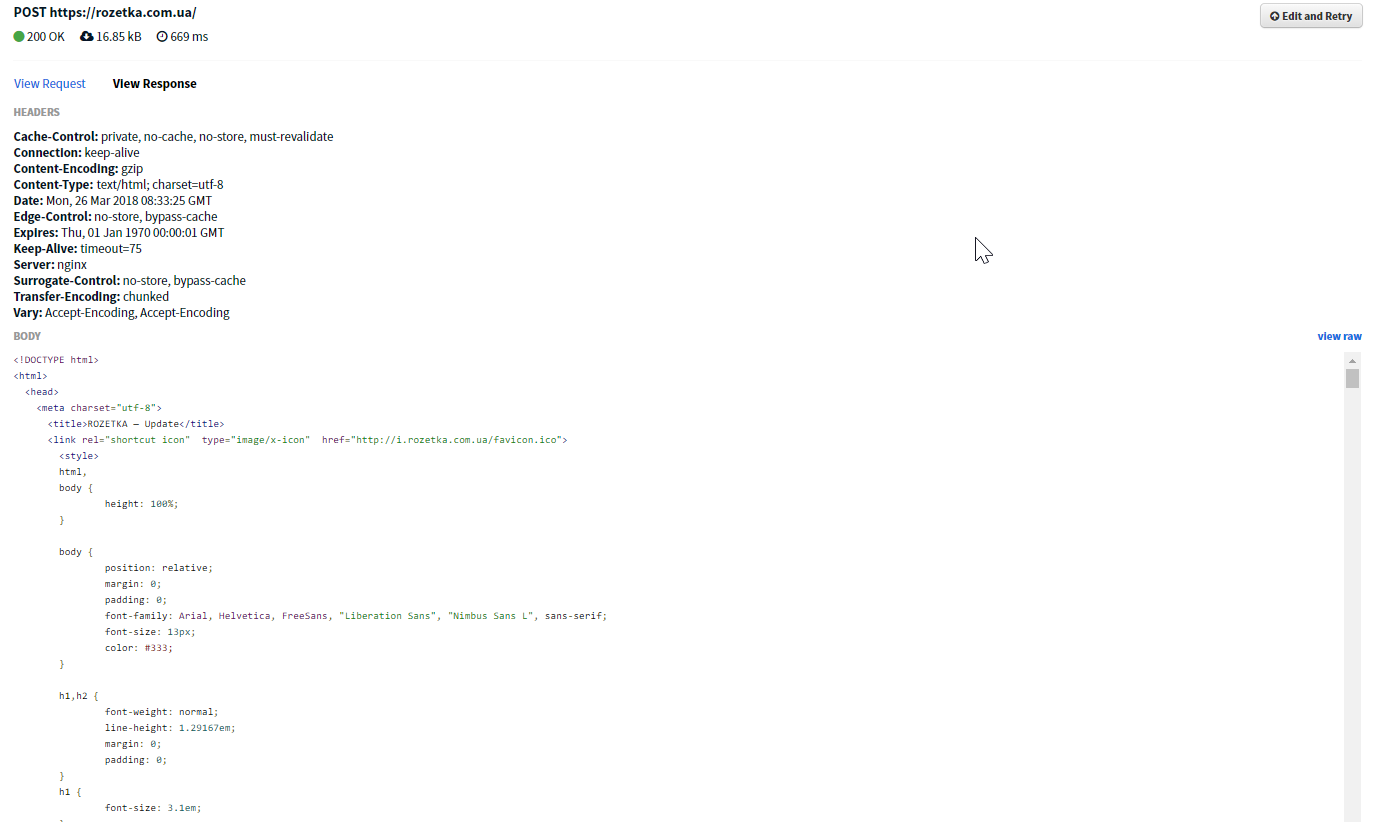 POST https://rozetka.com.ua/
Edit and Retry
200 OK 16.85 kB 669 ms
View Request View Response
HEADERS
Cache-Control: private, no-cache, no-store, must-revalidate
Connection: keep-alive
Content-Encoding: gzip
Content-Type: text/html; charset=utf-8
Date: Mon, 26 Mar 2018 08:33:25 GMT
Edge-Control: no-store, bypass-cache
Expires: Thu, 01 Jan 1970 00:00:01 GMT
Keep-Alive: timeout=75
Server: nginx
Surrogate-Control: no-store, bypass-cache
Transfer-Encoding: chunked
Vary: Accept-Encoding, Accept-Encoding
BODY view raw
<!DOCTYPE html>
<html>
<head>
<meta charset="utf-8">
<title>ROZETKA — Update</title>
<link rel="shortcut icon" type="image/x-icon" href="http://i.rozetka.com.ua/favicon.ico">
<style>
html,
body {
height: 100%;
}
body {
position: relative;
margin: 0;
padding: 0;
font-family: Arial, Helvetica, FreeSans, "Liberation Sans", "Nimbus Sans L", sans-serif;
font-size: 13px;
color: #333;
}
h1,h2 {
font-weight: normal;
line-height: 1.29167em;
margin: 0;
padding: 0;
}
h1 {
font-size: 3.1em;